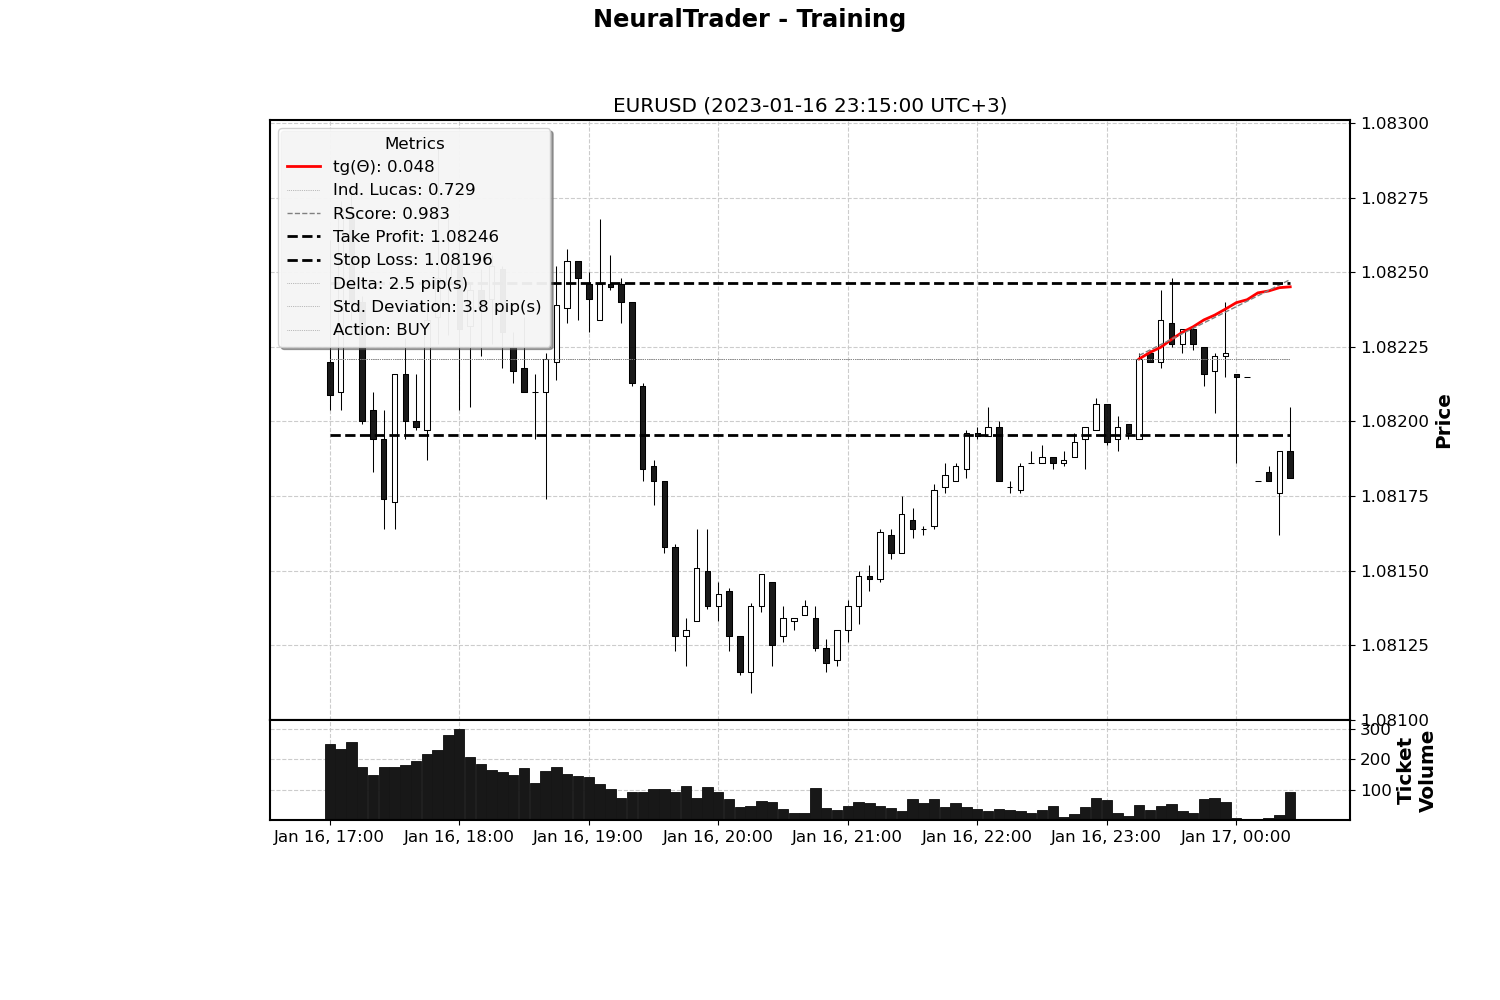 NeuralTrader - Training
EURUSD (2023-01-16 23:15:00 UTC+3)
Metrics
tg(Θ): 0.048
Ind. Lucas: 0.729
RScore: 0.983
Take Profit: 1.08246
Stop Loss: 1.08196
Delta: 2.5 pip(s)
Std. Deviation: 3.8 pip(s)
Action: BUY
1.08300
1.08275
1.08250
1.08225
1.08200
1.08175
1.08150
1.08125
1.08100
Price
300
200
100
Ticket
Volume
Jan 16, 17:00
Jan 16, 18:00
Jan 16, 19:00
Jan 16, 20:00
Jan 16, 21:00
Jan 16, 22:00
Jan 16, 23:00
Jan 17, 00:00